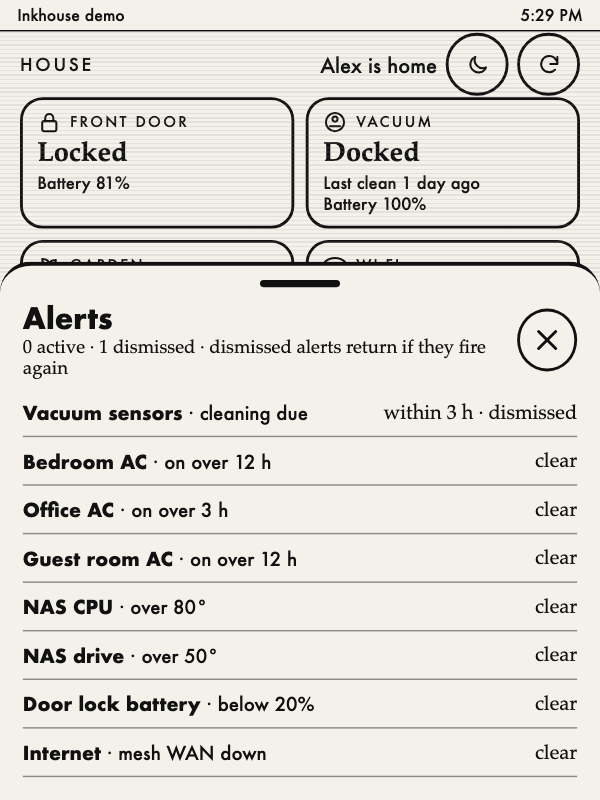 Inkhouse demo 5:29 PM
HOUSE Alex is home
FRONT DOOR
Locked
Battery 81%
VACUUM
Docked
Last clean 1 day ago
Battery 100%
Alerts
0 active · 1 dismissed · dismissed alerts return if they fire
again
Vacuum sensors · cleaning due within 3 h · dismissed
Bedroom AC · on over 12 h clear
Office AC · on over 3 h clear
Guest room AC · on over 12 h clear
NAS CPU · over 80° clear
NAS drive · over 50° clear
Door lock battery · below 20% clear
Internet · mesh WAN down clear